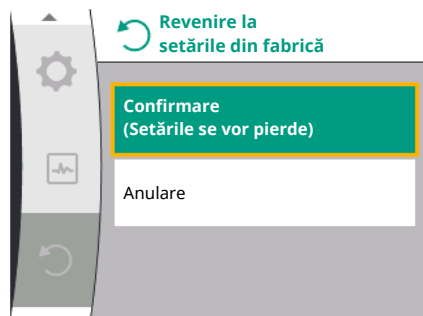 Revenire la
setările din fabrică
Confirmare
(Setările se vor pierde)
Anulare